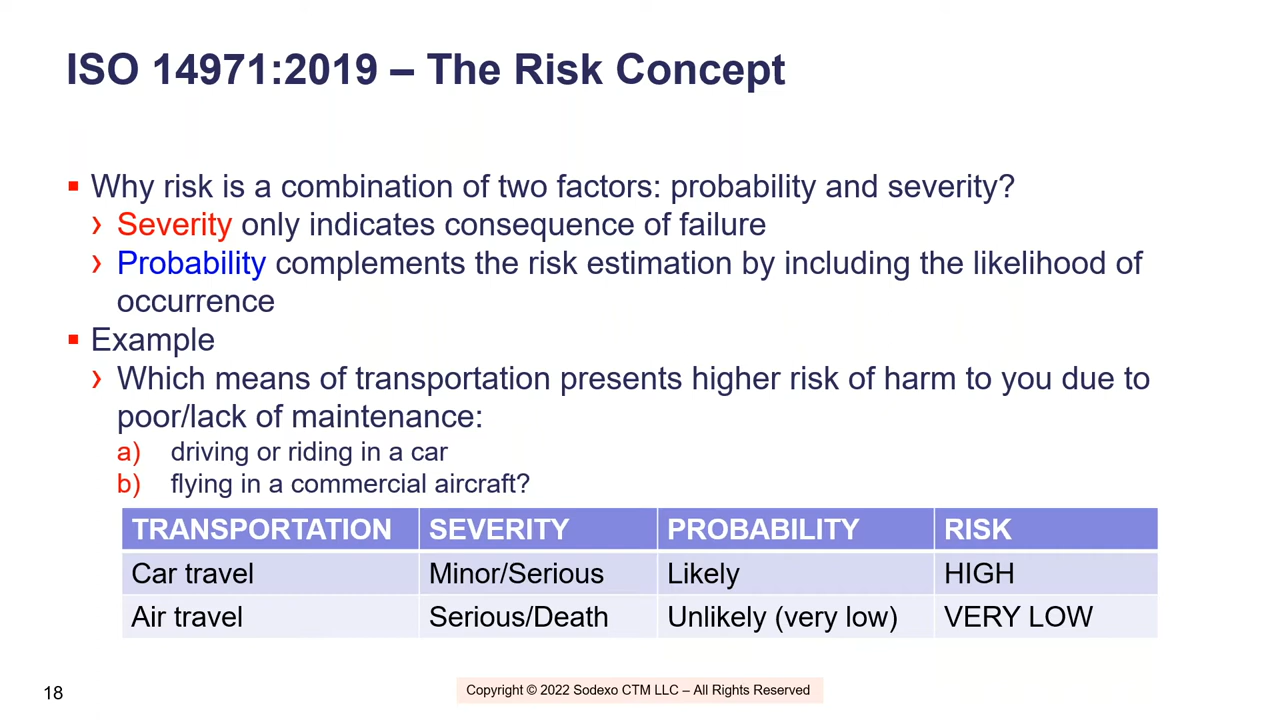 ISO 14971:2019 – The Risk Concept
▪ Why risk is a combination of two factors: probability and severity?
› Severity only indicates consequence of failure
› Probability complements the risk estimation by including the likelihood of
occurrence
▪ Example
› Which means of transportation presents higher risk of harm to you due to
poor/lack of maintenance:
a) driving or riding in a car
b) flying in a commercial aircraft?
TRANSPORTATION SEVERITY PROBABILITY RISK
Car travel Minor/Serious Likely HIGH
Air travel Serious/Death Unlikely (very low) VERY LOW
18
Copyright © 2022 Sodexo CTM LLC – All Rights Reserved